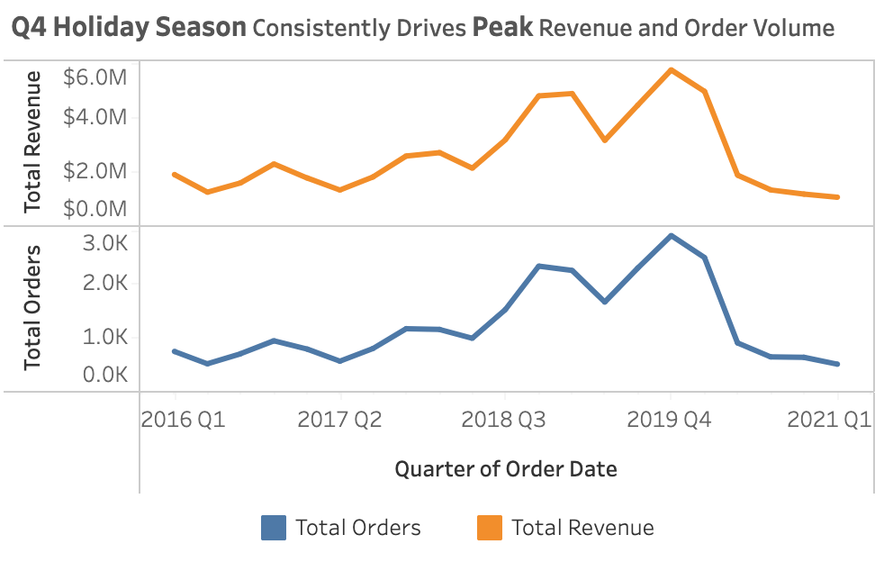 Q4 Holiday Season Consistently Drives Peak Revenue and Order Volume
Total Revenue
$6.0M
$4.0M
$2.0M
$0.0M
Total Orders
3.0K
2.0K
1.0K
0.0K
2016 Q1 2017 Q2 2018 Q3 2019 Q4 2021 Q1
Quarter of Order Date
Total Orders Total Revenue